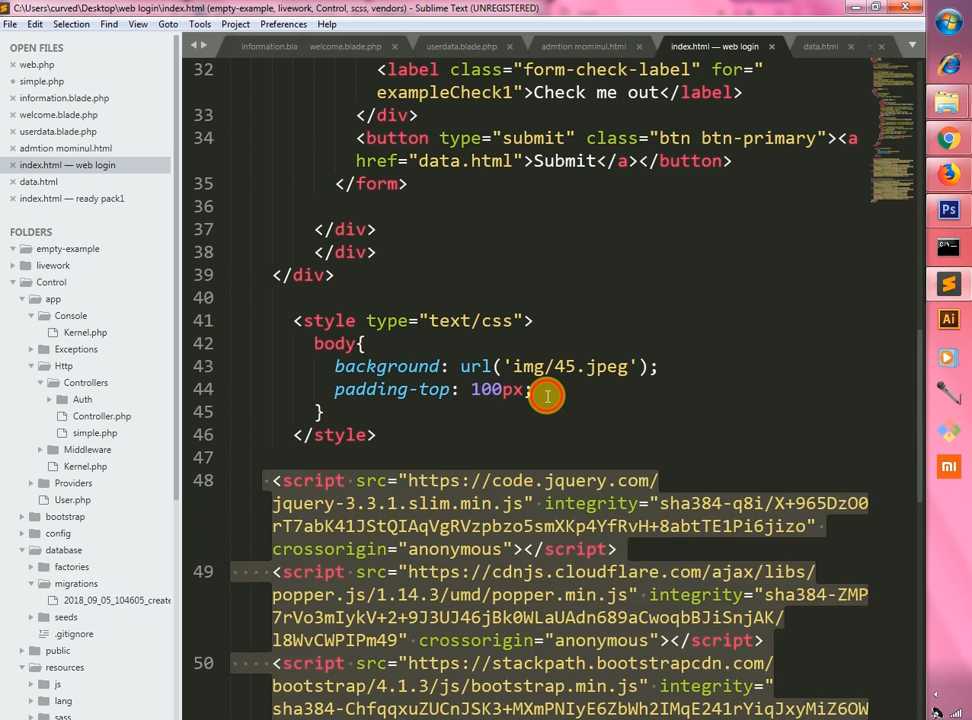 C:\Users\curved\Desktop\web login\index.html (empty-example, livework, Control, scss, vendors) - Sublime Text (UNREGISTERED)
File Edit Selection Find View Goto Tools Project Preferences Help
OPEN FILES
web.php
simple.php
information.blade.php
welcome.blade.php
userdata.blade.php
admtion mominul.html
index.html — web login
data.html
index.html — ready pack1
FOLDERS
empty-example
livework
Control
app
Console
Kernel.php
Exceptions
Http
Controllers
Auth
Controller.php
simple.php
Middleware
Kernel.php
Providers
User.php
bootstrap
config
database
factories
migrations
2018_09_05_104605_create
seeds
.gitignore
public
resources
js
lang
sass
information.bla welcome.blade.php userdata.blade.php admtion mominul.html index.html — web login data.html
32 <label class="form-check-label" for="
exampleCheck1">Check me out</label>
33 </div>
34 <button type="submit" class="btn btn-primary"><a
href="data.html">Submit</a></button>
35 </form>
36
37 </div>
38 </div>
39 </div>
40
41 <style type="text/css">
42 body{
43 background: url('img/45.jpeg');
44 padding-top: 100px;
45 }
46 </style>
47
48 <script src="https://code.jquery.com/
jquery-3.3.1.slim.min.js" integrity="sha384-q8i/X+965DzO0
rT7abK41JStQIAqVgRVzpbzo5smXKp4YfRvH+8abtTE1Pi6jizo"
crossorigin="anonymous"></script>
49 <script src="https://cdnjs.cloudflare.com/ajax/libs/
popper.js/1.14.3/umd/popper.min.js" integrity="sha384-ZMP
7rVo3mIykV+2+9J3UJ46jBk0WLaUAdn689aCwoqbBJiSnjAK/
l8WvCWPIPm49" crossorigin="anonymous"></script>
50 <script src="https://stackpath.bootstrapcdn.com/
bootstrap/4.1.3/js/bootstrap.min.js" integrity="
sha384-ChfqqxuZUCnJSK3+MXmPNIyE6ZbWh2IMqE241rYiqJxyMiZ6OW
Ps
Ai
mi